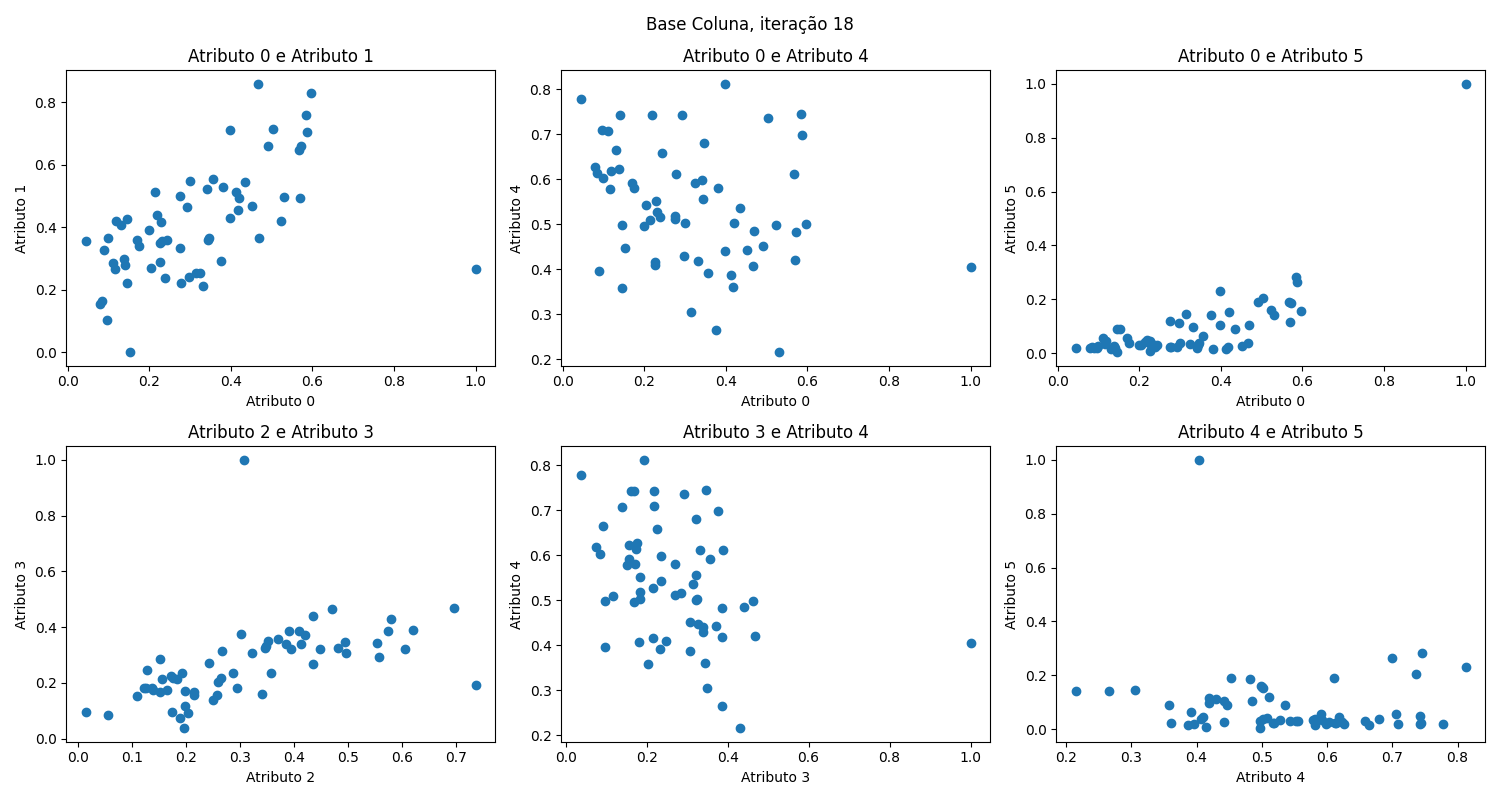 Base Coluna, iteração 18
Atributo 0 e Atributo 1
Atributo 1
0.8
0.6
0.4
0.2
0.0
0.0 0.2 0.4 0.6 0.8 1.0
Atributo 0
Atributo 0 e Atributo 4
Atributo 4
0.8
0.7
0.6
0.5
0.4
0.3
0.2
0.0 0.2 0.4 0.6 0.8 1.0
Atributo 0
Atributo 0 e Atributo 5
Atributo 5
1.0
0.8
0.6
0.4
0.2
0.0
0.0 0.2 0.4 0.6 0.8 1.0
Atributo 0
Atributo 2 e Atributo 3
Atributo 3
1.0
0.8
0.6
0.4
0.2
0.0
0.0 0.1 0.2 0.3 0.4 0.5 0.6 0.7
Atributo 2
Atributo 3 e Atributo 4
Atributo 4
0.8
0.7
0.6
0.5
0.4
0.3
0.2
0.0 0.2 0.4 0.6 0.8 1.0
Atributo 3
Atributo 4 e Atributo 5
Atributo 5
1.0
0.8
0.6
0.4
0.2
0.0
0.2 0.3 0.4 0.5 0.6 0.7 0.8
Atributo 4